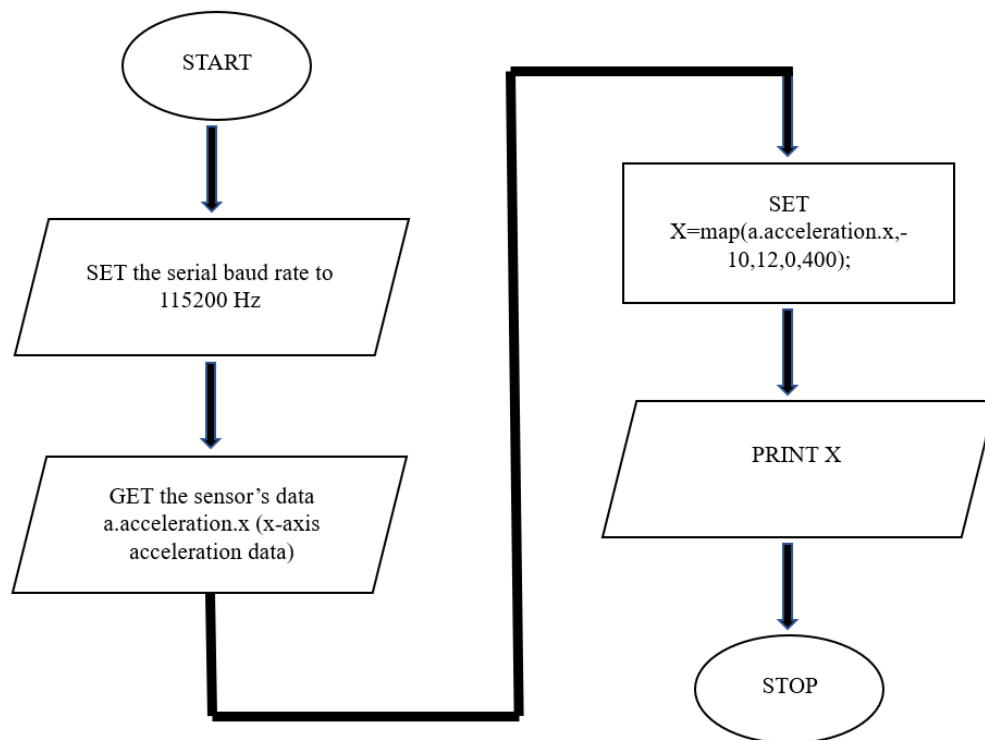 START
SET the serial baud rate to
115200 Hz
GET the sensor’s data
a.acceleration.x (x-axis
acceleration data)
SET
X=map(a.acceleration.x,-
10,12,0,400);
PRINT X
STOP